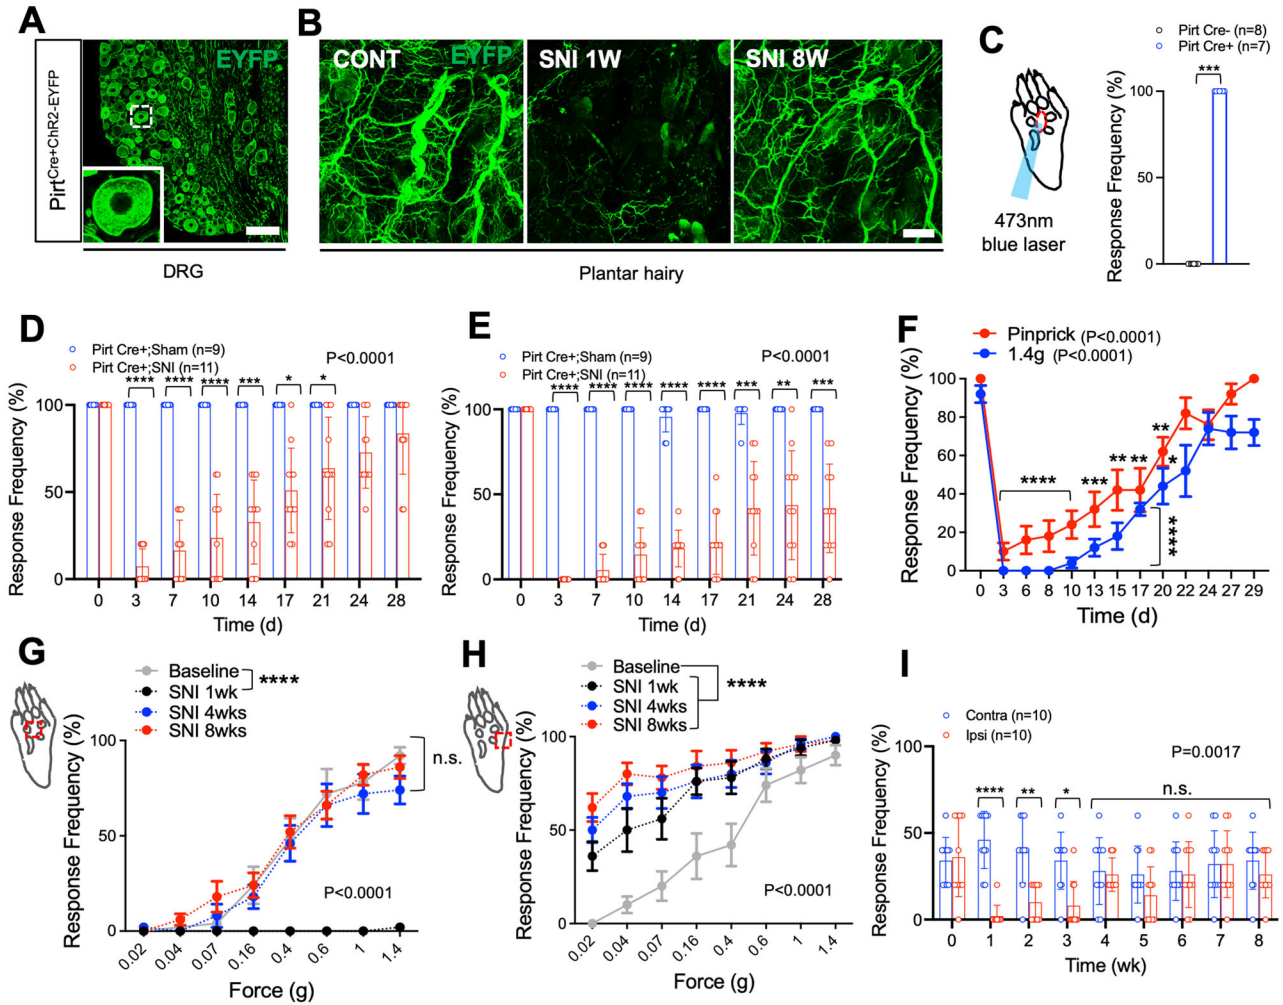 A
Pirt^Cre+ChR2-EYFP
EYFP
DRG
B
CONT
EYFP
SNI 1W
SNI 8W
Plantar hairy
C
Pirt Cre- (n=8)
Pirt Cre+ (n=7)
473nm
blue laser
Response Frequency (%)
100
50
0
***
D
Pirt Cre+;Sham (n=9)
Pirt Cre+;SNI (n=11)
P<0.0001
**** **** **** *** * *
Response Frequency (%)
100
50
0
0 3 7 10 14 17 21 24 28
Time (d)
E
Pirt Cre+;Sham (n=9)
Pirt Cre+;SNI (n=11)
P<0.0001
**** **** **** **** **** *** ** ***
Response Frequency (%)
100
50
0
0 3 7 10 14 17 21 24 28
Time (d)
F
Pinprick (P<0.0001)
1.4g (P<0.0001)
Response Frequency (%)
100
80
60
40
20
0
**** *** ** ** ** *
****
0 3 6 8 10 13 15 17 20 22 24 27 29
Time (d)
G
Baseline
SNI 1wk
SNI 4wks
SNI 8wks
****
n.s.
P<0.0001
Response Frequency (%)
100
50
0
0.02 0.04 0.07 0.16 0.4 0.6 1 1.4
Force (g)
H
Baseline
SNI 1wk
SNI 4wks
SNI 8wks
****
P<0.0001
Response Frequency (%)
100
50
0
0.02 0.04 0.07 0.16 0.4 0.6 1 1.4
Force (g)
I
Contra (n=10)
Ipsi (n=10)
P=0.0017
**** ** * n.s.
Response Frequency (%)
100
50
0
0 1 2 3 4 5 6 7 8
Time (wk)